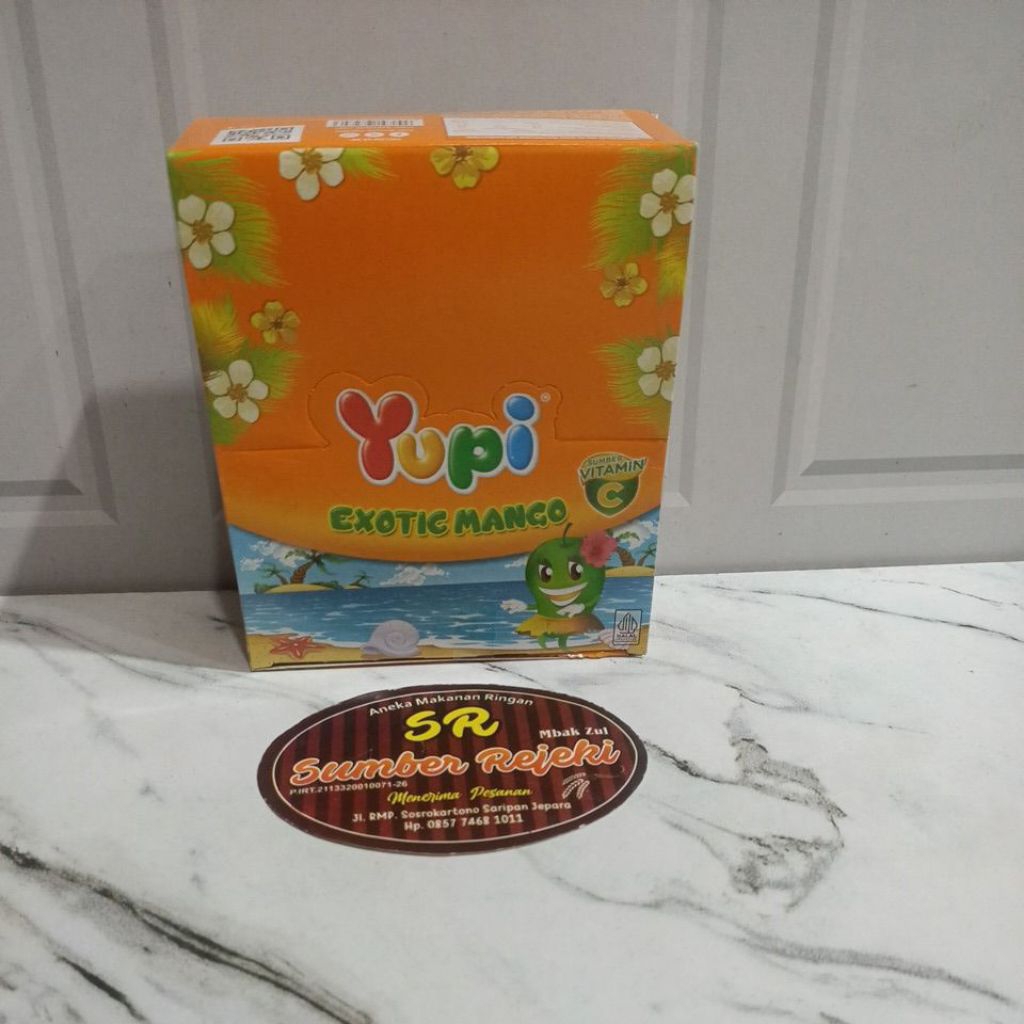 Yupi®
EXOTIC MANGO
SUMBER
VITAMIN
C
HALAL
Aneka Makanan Ringan
SR
Mbak Zul
Sumber Rejeki
P.IRT.2113320010071-26
Menerima Pesanan
Jl. RMP. Sosrokartono Saripan Jepara
Hp. 0857 7468 1011